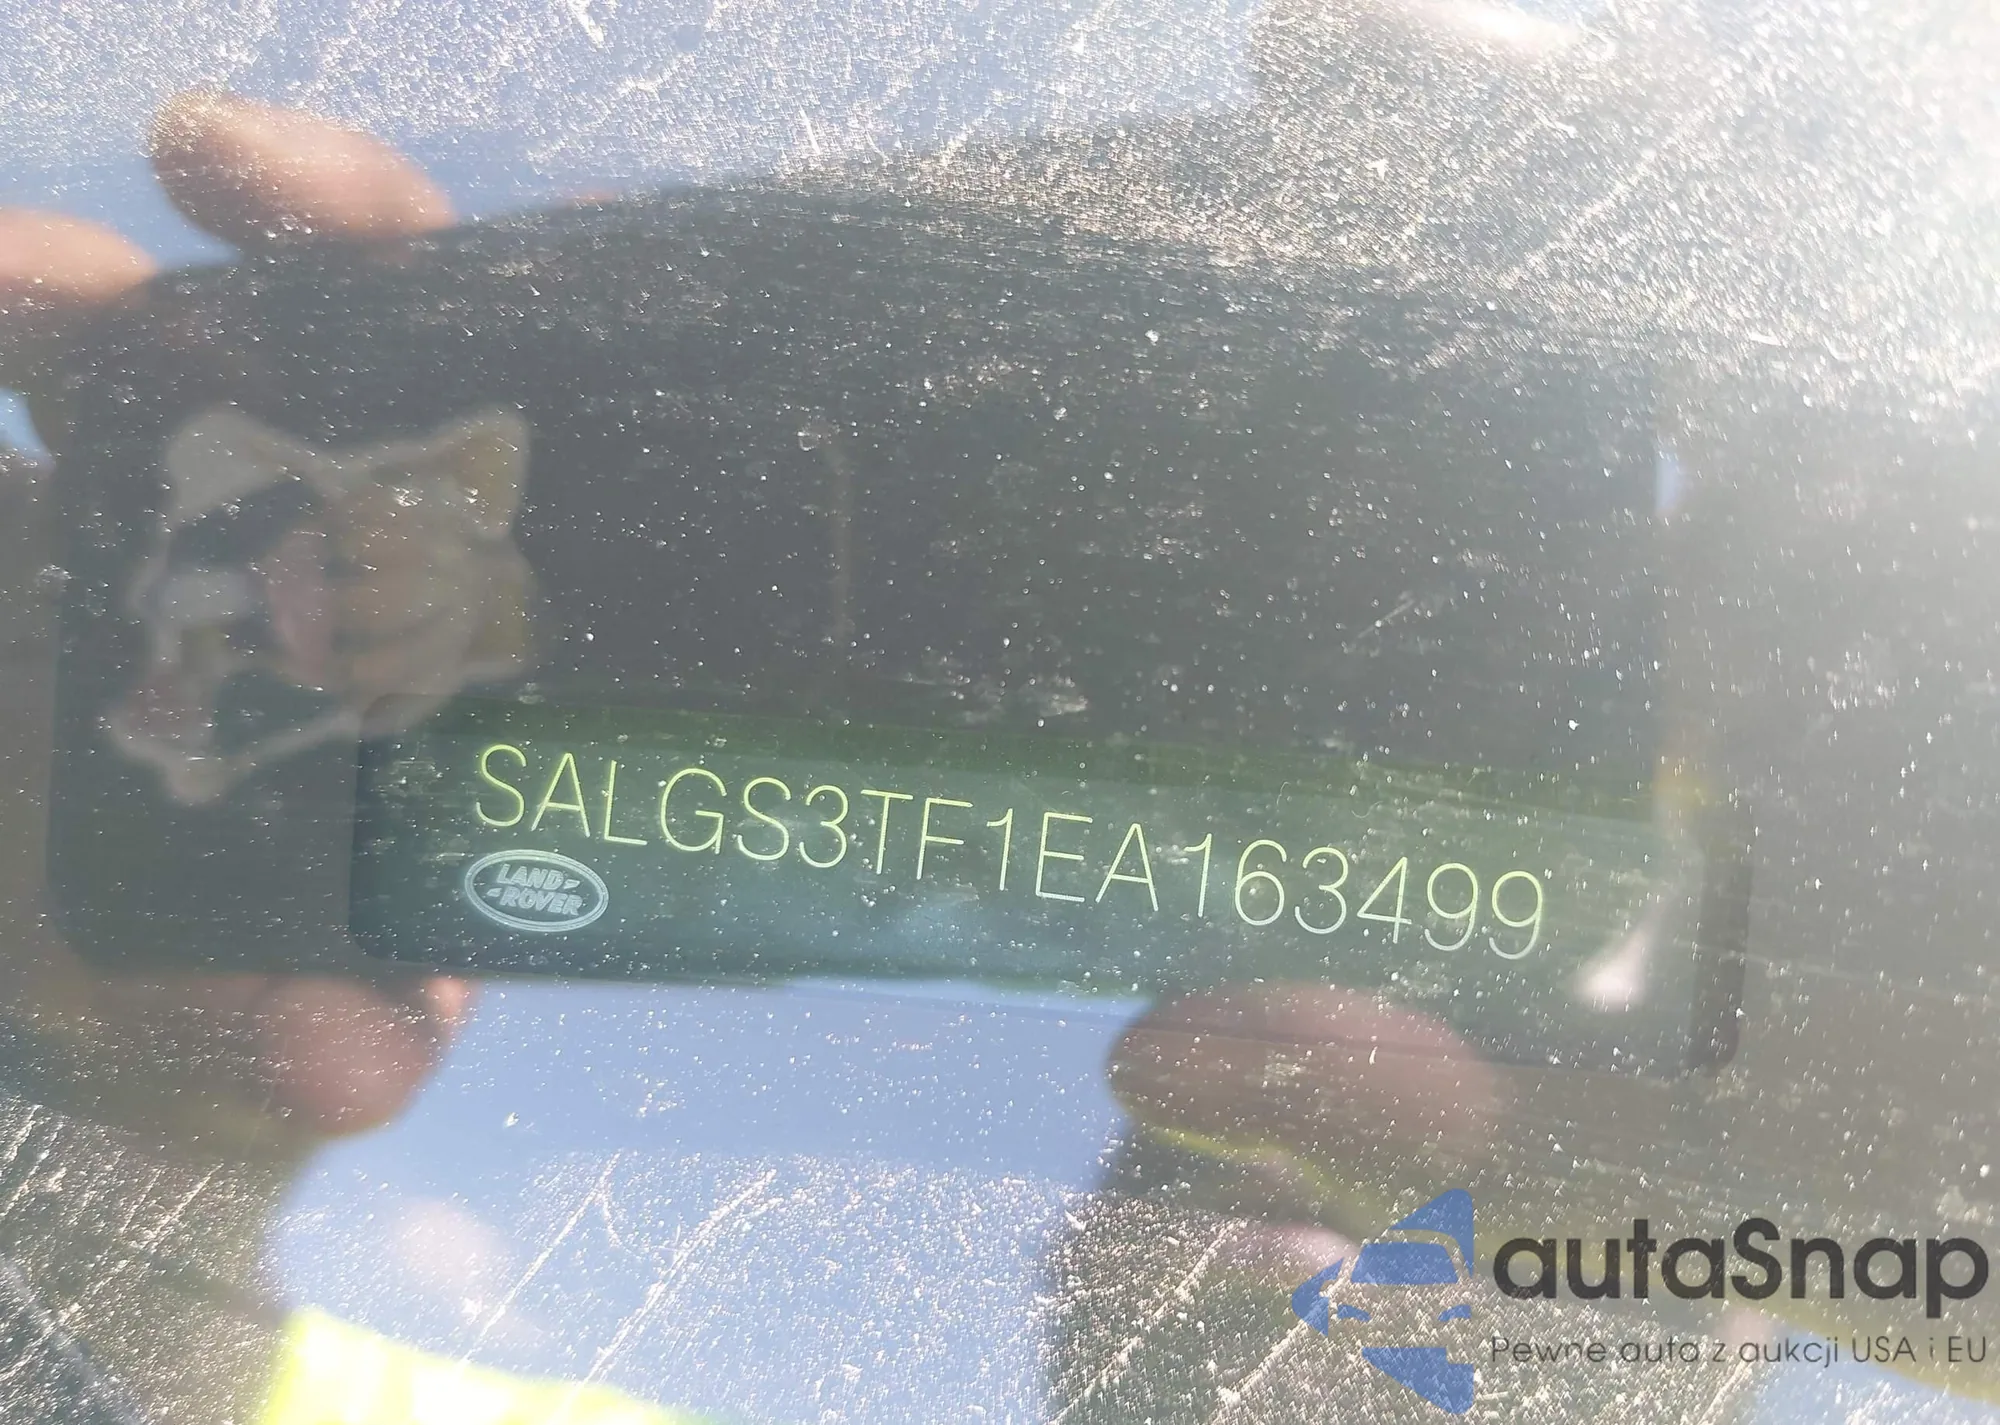 SALGS3TF1EA163499
LAND
ROVER
autaSnap
Pewne auta z aukcji USA i EU